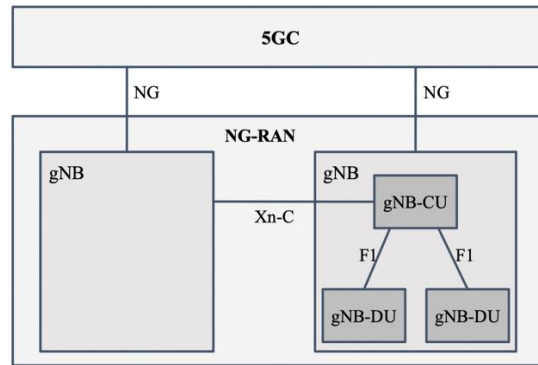 5GC
NG
NG
NG-RAN
gNB
gNB
gNB-CU
Xn-C
F1
F1
gNB-DU
gNB-DU